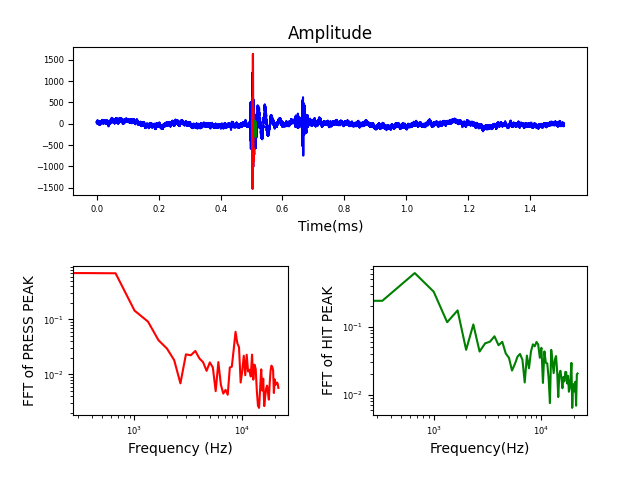 Amplitude
1500
1000
500
0
−500
−1000
−1500
0.0 0.2 0.4 0.6 0.8 1.0 1.2 1.4
Time(ms)
FFT of PRESS PEAK
10⁻¹
10⁻²
10³ 10⁴
Frequency (Hz)
FFT of HIT PEAK
10⁻¹
10⁻²
10³ 10⁴
Frequency(Hz)